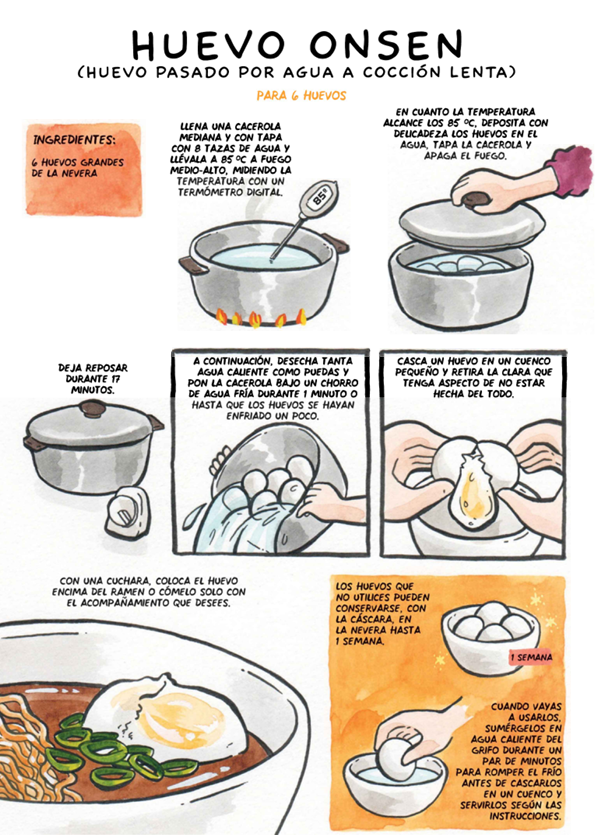 HUEVO ONSEN
(HUEVO PASADO POR AGUA A COCCIÓN LENTA)
PARA 6 HUEVOS
INGREDIENTES:
6 HUEVOS GRANDES
DE LA NEVERA
LLENA UNA CACEROLA
MEDIANA Y CON TAPA
CON 8 TAZAS DE AGUA Y
LLÉVALA A 85 ºC A FUEGO
MEDIO-ALTO, MIDIENDO LA
TEMPERATURA CON UN
TERMÓMETRO DIGITAL.
85º
EN CUANTO LA TEMPERATURA
ALCANCE LOS 85 ºC, DEPOSITA CON
DELICADEZA LOS HUEVOS EN EL
AGUA, TAPA LA CACEROLA Y
APAGA EL FUEGO.
DEJA REPOSAR
DURANTE 17
MINUTOS.
A CONTINUACIÓN, DESECHA TANTA
AGUA CALIENTE COMO PUEDAS Y
PON LA CACEROLA BAJO UN CHORRO
DE AGUA FRÍA DURANTE 1 MINUTO O
HASTA QUE LOS HUEVOS SE HAYAN
ENFRIADO UN POCO.
CASCA UN HUEVO EN UN CUENCO
PEQUEÑO Y RETIRA LA CLARA QUE
TENGA ASPECTO DE NO ESTAR
HECHA DEL TODO.
CON UNA CUCHARA, COLOCA EL HUEVO
ENCIMA DEL RAMEN O CÓMELO SOLO CON
EL ACOMPAÑAMIENTO QUE DESEES.
LOS HUEVOS QUE
NO UTILICES PUEDEN
CONSERVARSE, CON
LA CÁSCARA, EN
LA NEVERA HASTA
1 SEMANA.
1 SEMANA
CUANDO VAYAS
A USARLOS,
SUMÉRGELOS EN
AGUA CALIENTE DEL
GRIFO DURANTE UN
PAR DE MINUTOS
PARA ROMPER EL FRÍO
ANTES DE CASCARLOS
EN UN CUENCO Y
SERVIRLOS SEGÚN LAS
INSTRUCCIONES.